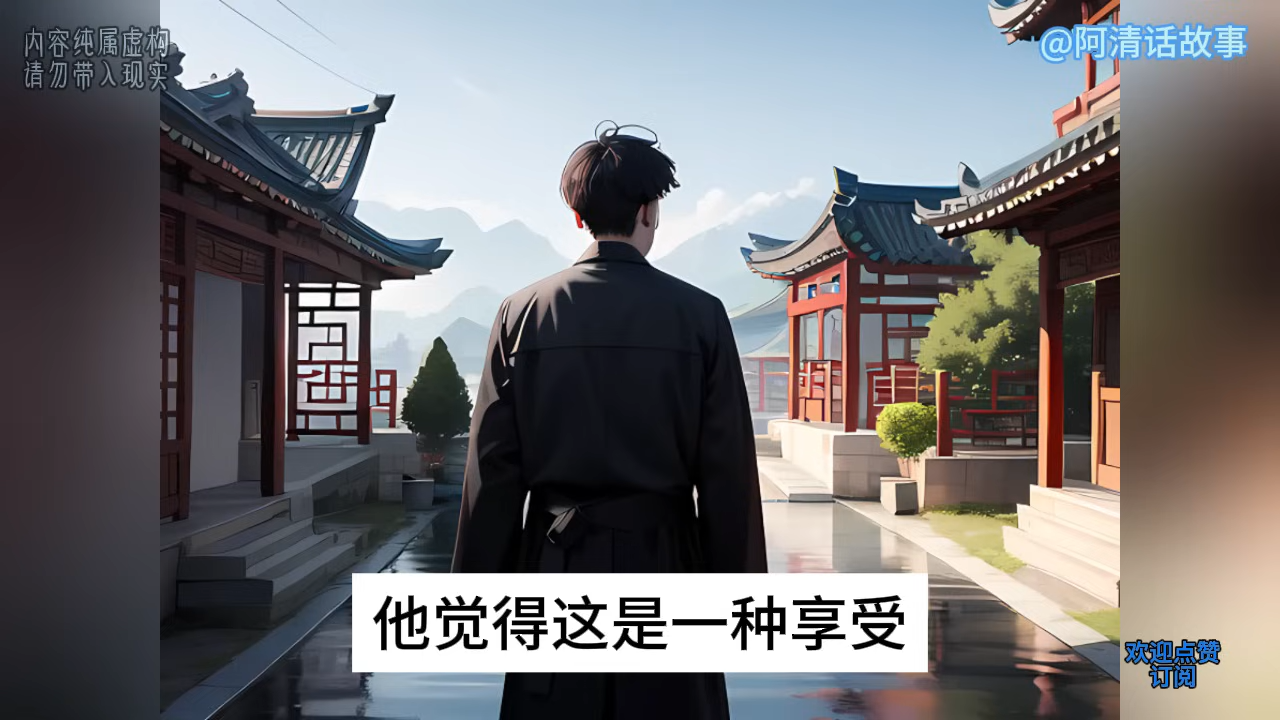 内容纯属虚构
请勿带入现实
@阿清话故事
他觉得这是一种享受
欢迎点赞
订阅